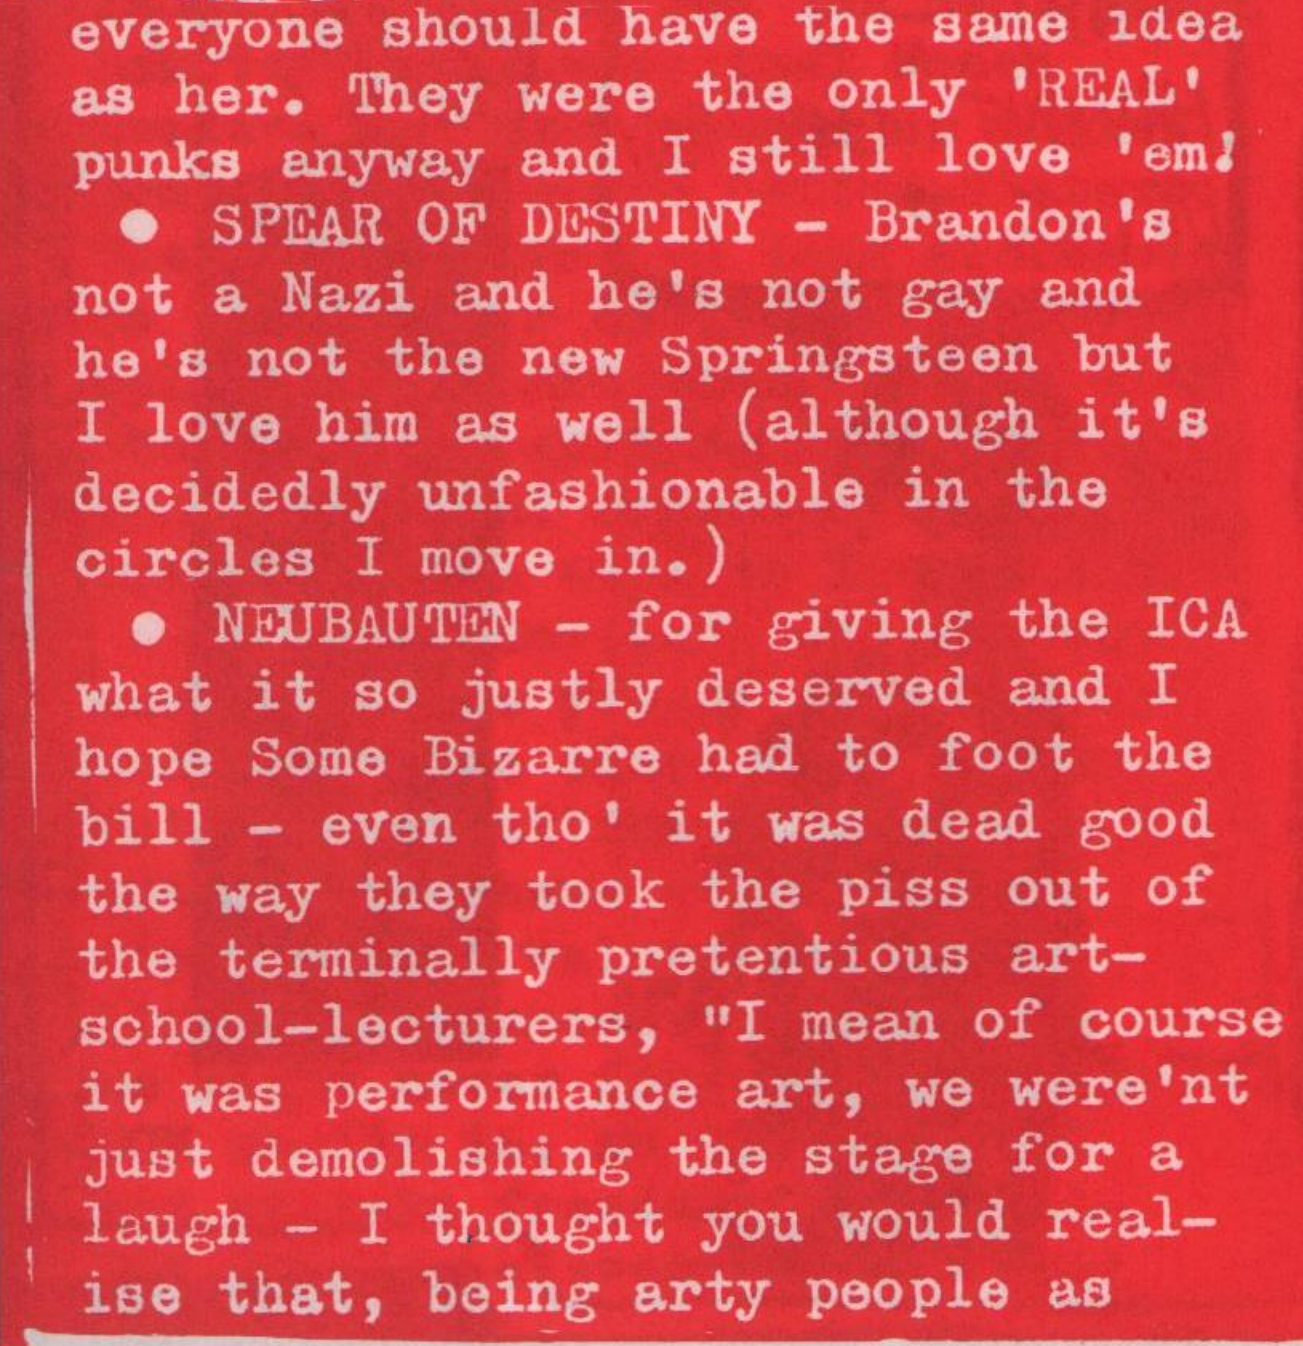 everyone should have the same idea
as her. They were the only 'REAL'
punks anyway and I still love 'em!
● SPEAR OF DESTINY - Brandon's
not a Nazi and he's not gay and
he's not the new Springsteen but
I love him as well (although it's
decidedly unfashionable in the
circles I move in.)
● NEUBAUTEN - for giving the ICA
what it so justly deserved and I
hope Some Bizarre had to foot the
bill - even tho' it was dead good
the way they took the piss out of
the terminally pretentious art-
school-lecturers, "I mean of course
it was performance art, we were'nt
just demolishing the stage for a
laugh - I thought you would real-
ise that, being arty people as